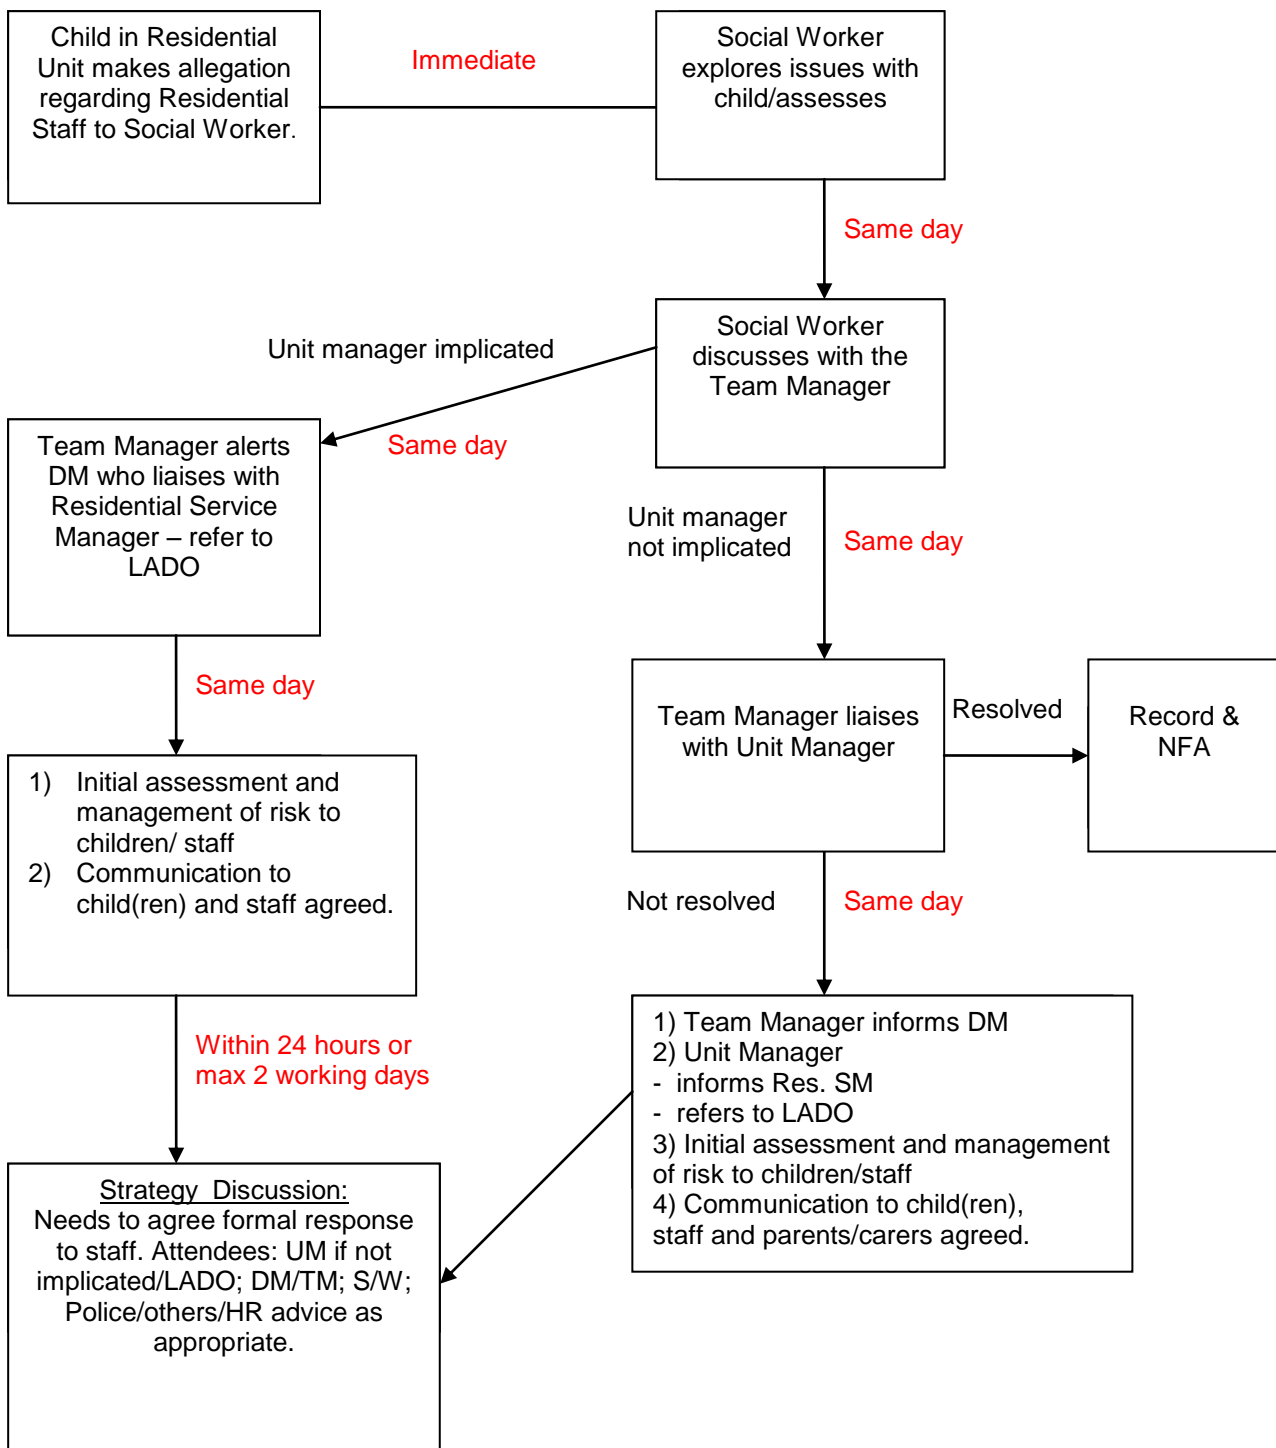 Child in Residential
Unit makes allegation
regarding Residential
Staff to Social Worker.
Immediate
Social Worker
explores issues with
child/assesses
Same day
Social Worker
discusses with the
Team Manager
Unit manager implicated
Same day
Team Manager alerts
DM who liaises with
Residential Service
Manager – refer to
LADO
Unit manager
not implicated
Same day
Same day
Team Manager liaises
with Unit Manager
Resolved
Record &
NFA
1) Initial assessment and
management of risk to
children/ staff
2) Communication to
child(ren) and staff agreed.
Not resolved
Same day
Within 24 hours or
max 2 working days
1) Team Manager informs DM
2) Unit Manager
- informs Res. SM
- refers to LADO
3) Initial assessment and management
of risk to children/staff
4) Communication to child(ren),
staff and parents/carers agreed.
Strategy Discussion:
Needs to agree formal response
to staff. Attendees: UM if not
implicated/LADO; DM/TM; S/W;
Police/others/HR advice as
appropriate.